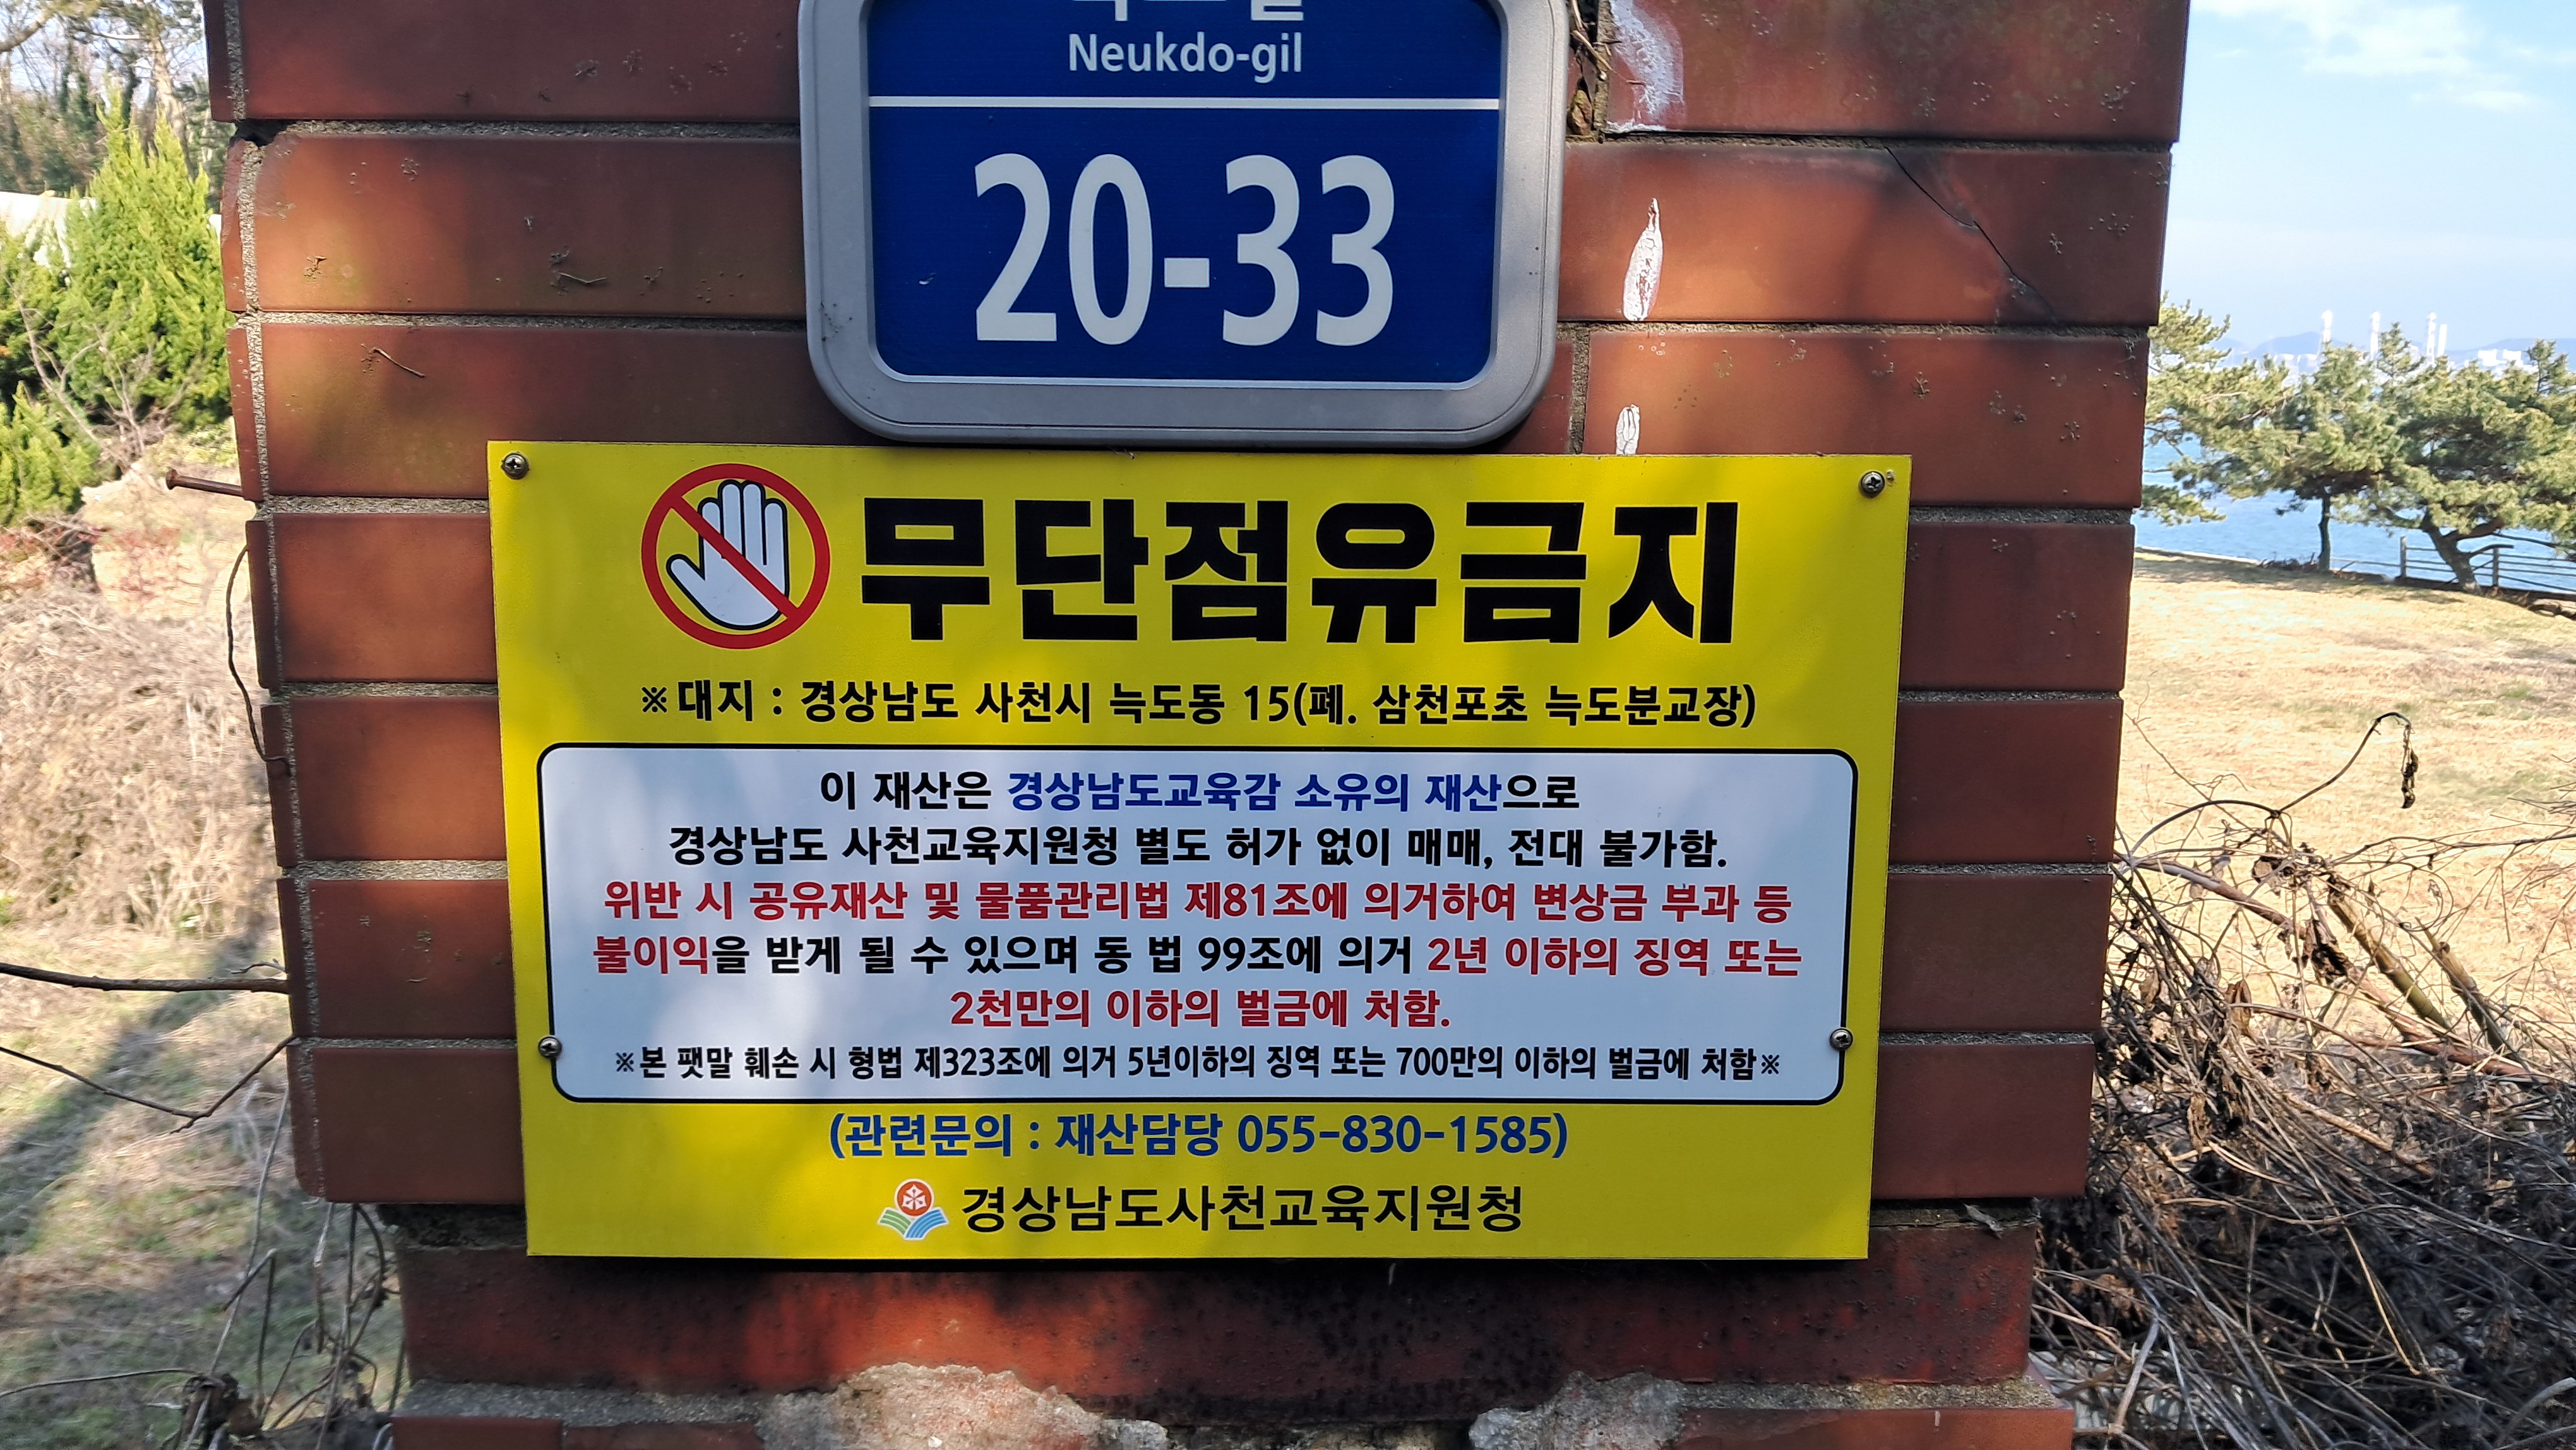 Neukdo-gil
20-33
무단점유금지
※대지 : 경상남도 사천시 늑도동 15(폐. 삼천포초 늑도분교장)
이 재산은 경상남도교육감 소유의 재산으로
경상남도 사천교육지원청 별도 허가 없이 매매, 전대 불가함.
위반 시 공유재산 및 물품관리법 제81조에 의거하여 변상금 부과 등
불이익을 받게 될 수 있으며 동 법 99조에 의거 2년 이하의 징역 또는
2천만의 이하의 벌금에 처함.
※본 팻말 훼손 시 형법 제323조에 의거 5년이하의 징역 또는 700만의 이하의 벌금에 처함※
(관련문의 : 재산담당 055-830-1585)
경상남도사천교육지원청